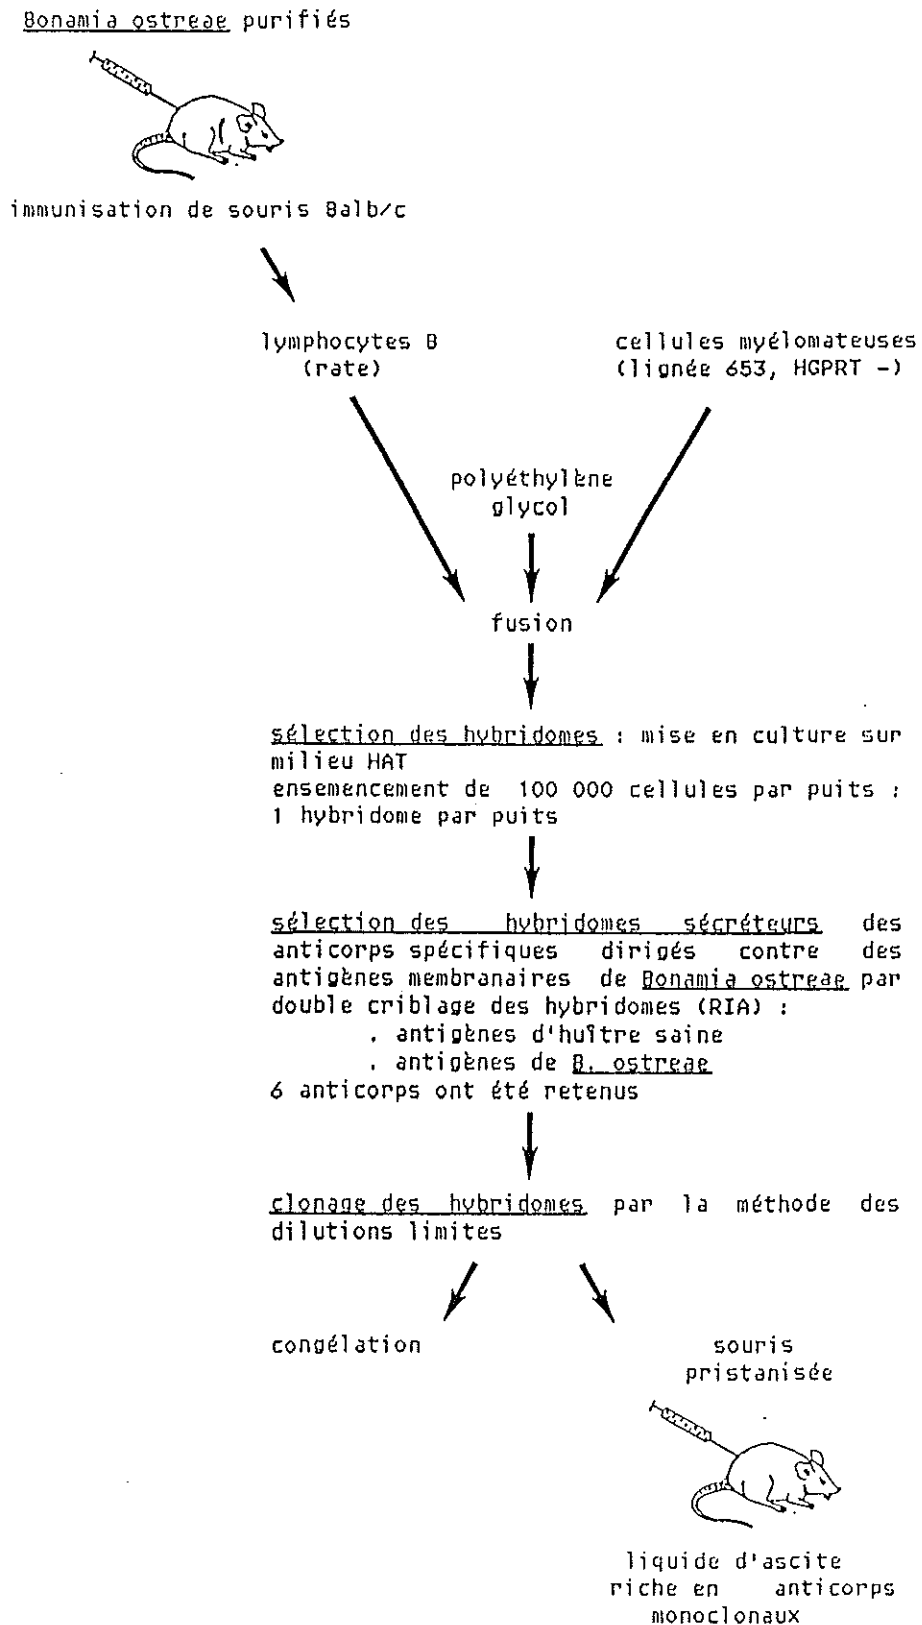 Bonamia ostreae purifiés
immunisation de souris Balb/c
lymphocytes B
(rate)
cellules myélomateuses
(lignée 653, HGPRT -)
polyéthylène
glycol
fusion
sélection des hybridomes : mise en culture sur
milieu HAT
ensemencement de 100 000 cellules par puits :
1 hybridome par puits
sélection des hybridomes sécréteurs des
anticorps spécifiques dirigés contre des
antigènes membranaires de Bonamia ostreae par
double criblage des hybridomes (RIA) :
. antigènes d'huître saine
. antigènes de B. ostreae
6 anticorps ont été retenus
clonage des hybridomes par la méthode des
dilutions limites
congélation
souris
pristanisée
liquide d'ascite
riche en anticorps
monoclonaux